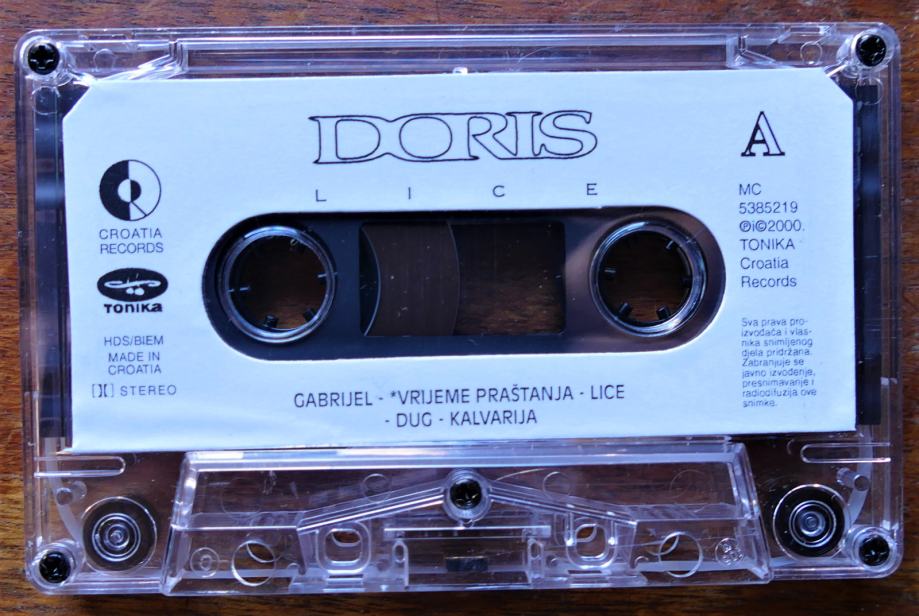 DORIS
LICE
A
CROATIA
RECORDS
TONIKA
HDS/BIEM
MADE IN
CROATIA
STEREO
MC
5385219
℗i©2000.
TONIKA
Croatia
Records
Sva prava pro-
izvođača i vlas-
nika snimljenog
djela pridržana.
Zabranjuje se
javno izvođenje,
presnimavanje i
radiodifuzija ove
snimke.
GABRIJEL - *VRIJEME PRAŠTANJA - LICE
- DUG - KALVARIJA